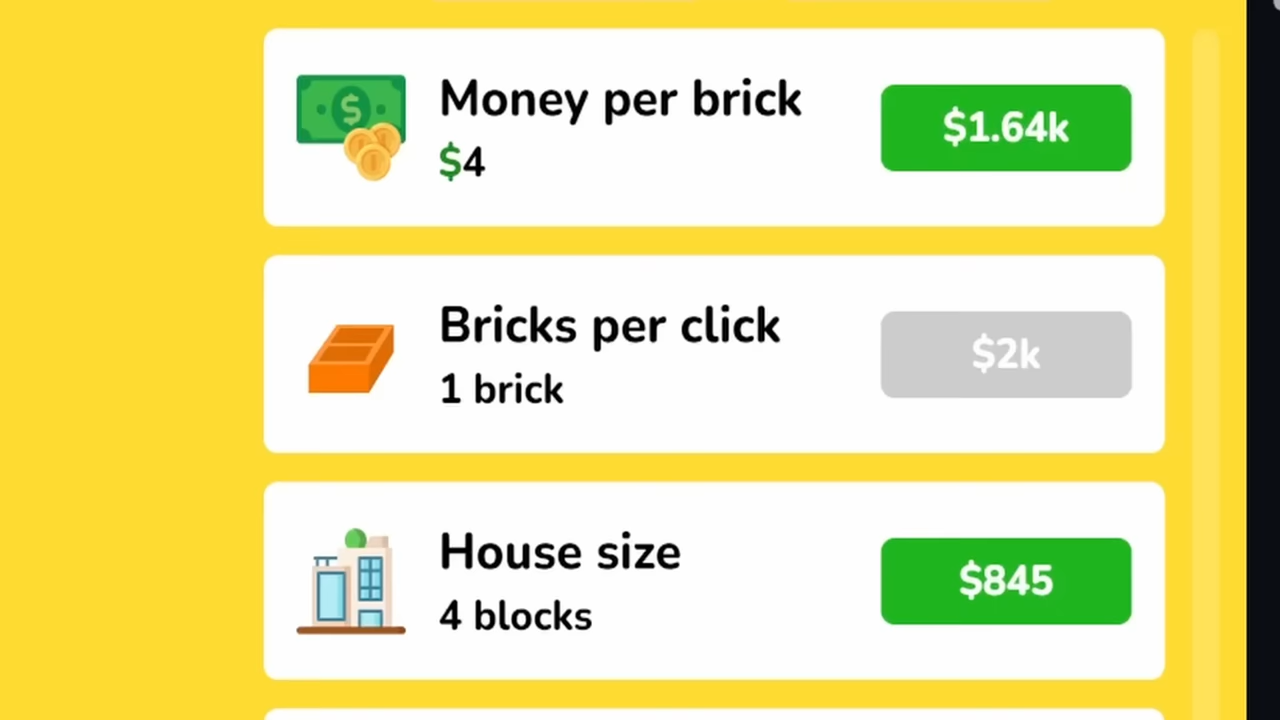 Money per brick
$4
$1.64k
Bricks per click
1 brick
$2k
House size
4 blocks
$845